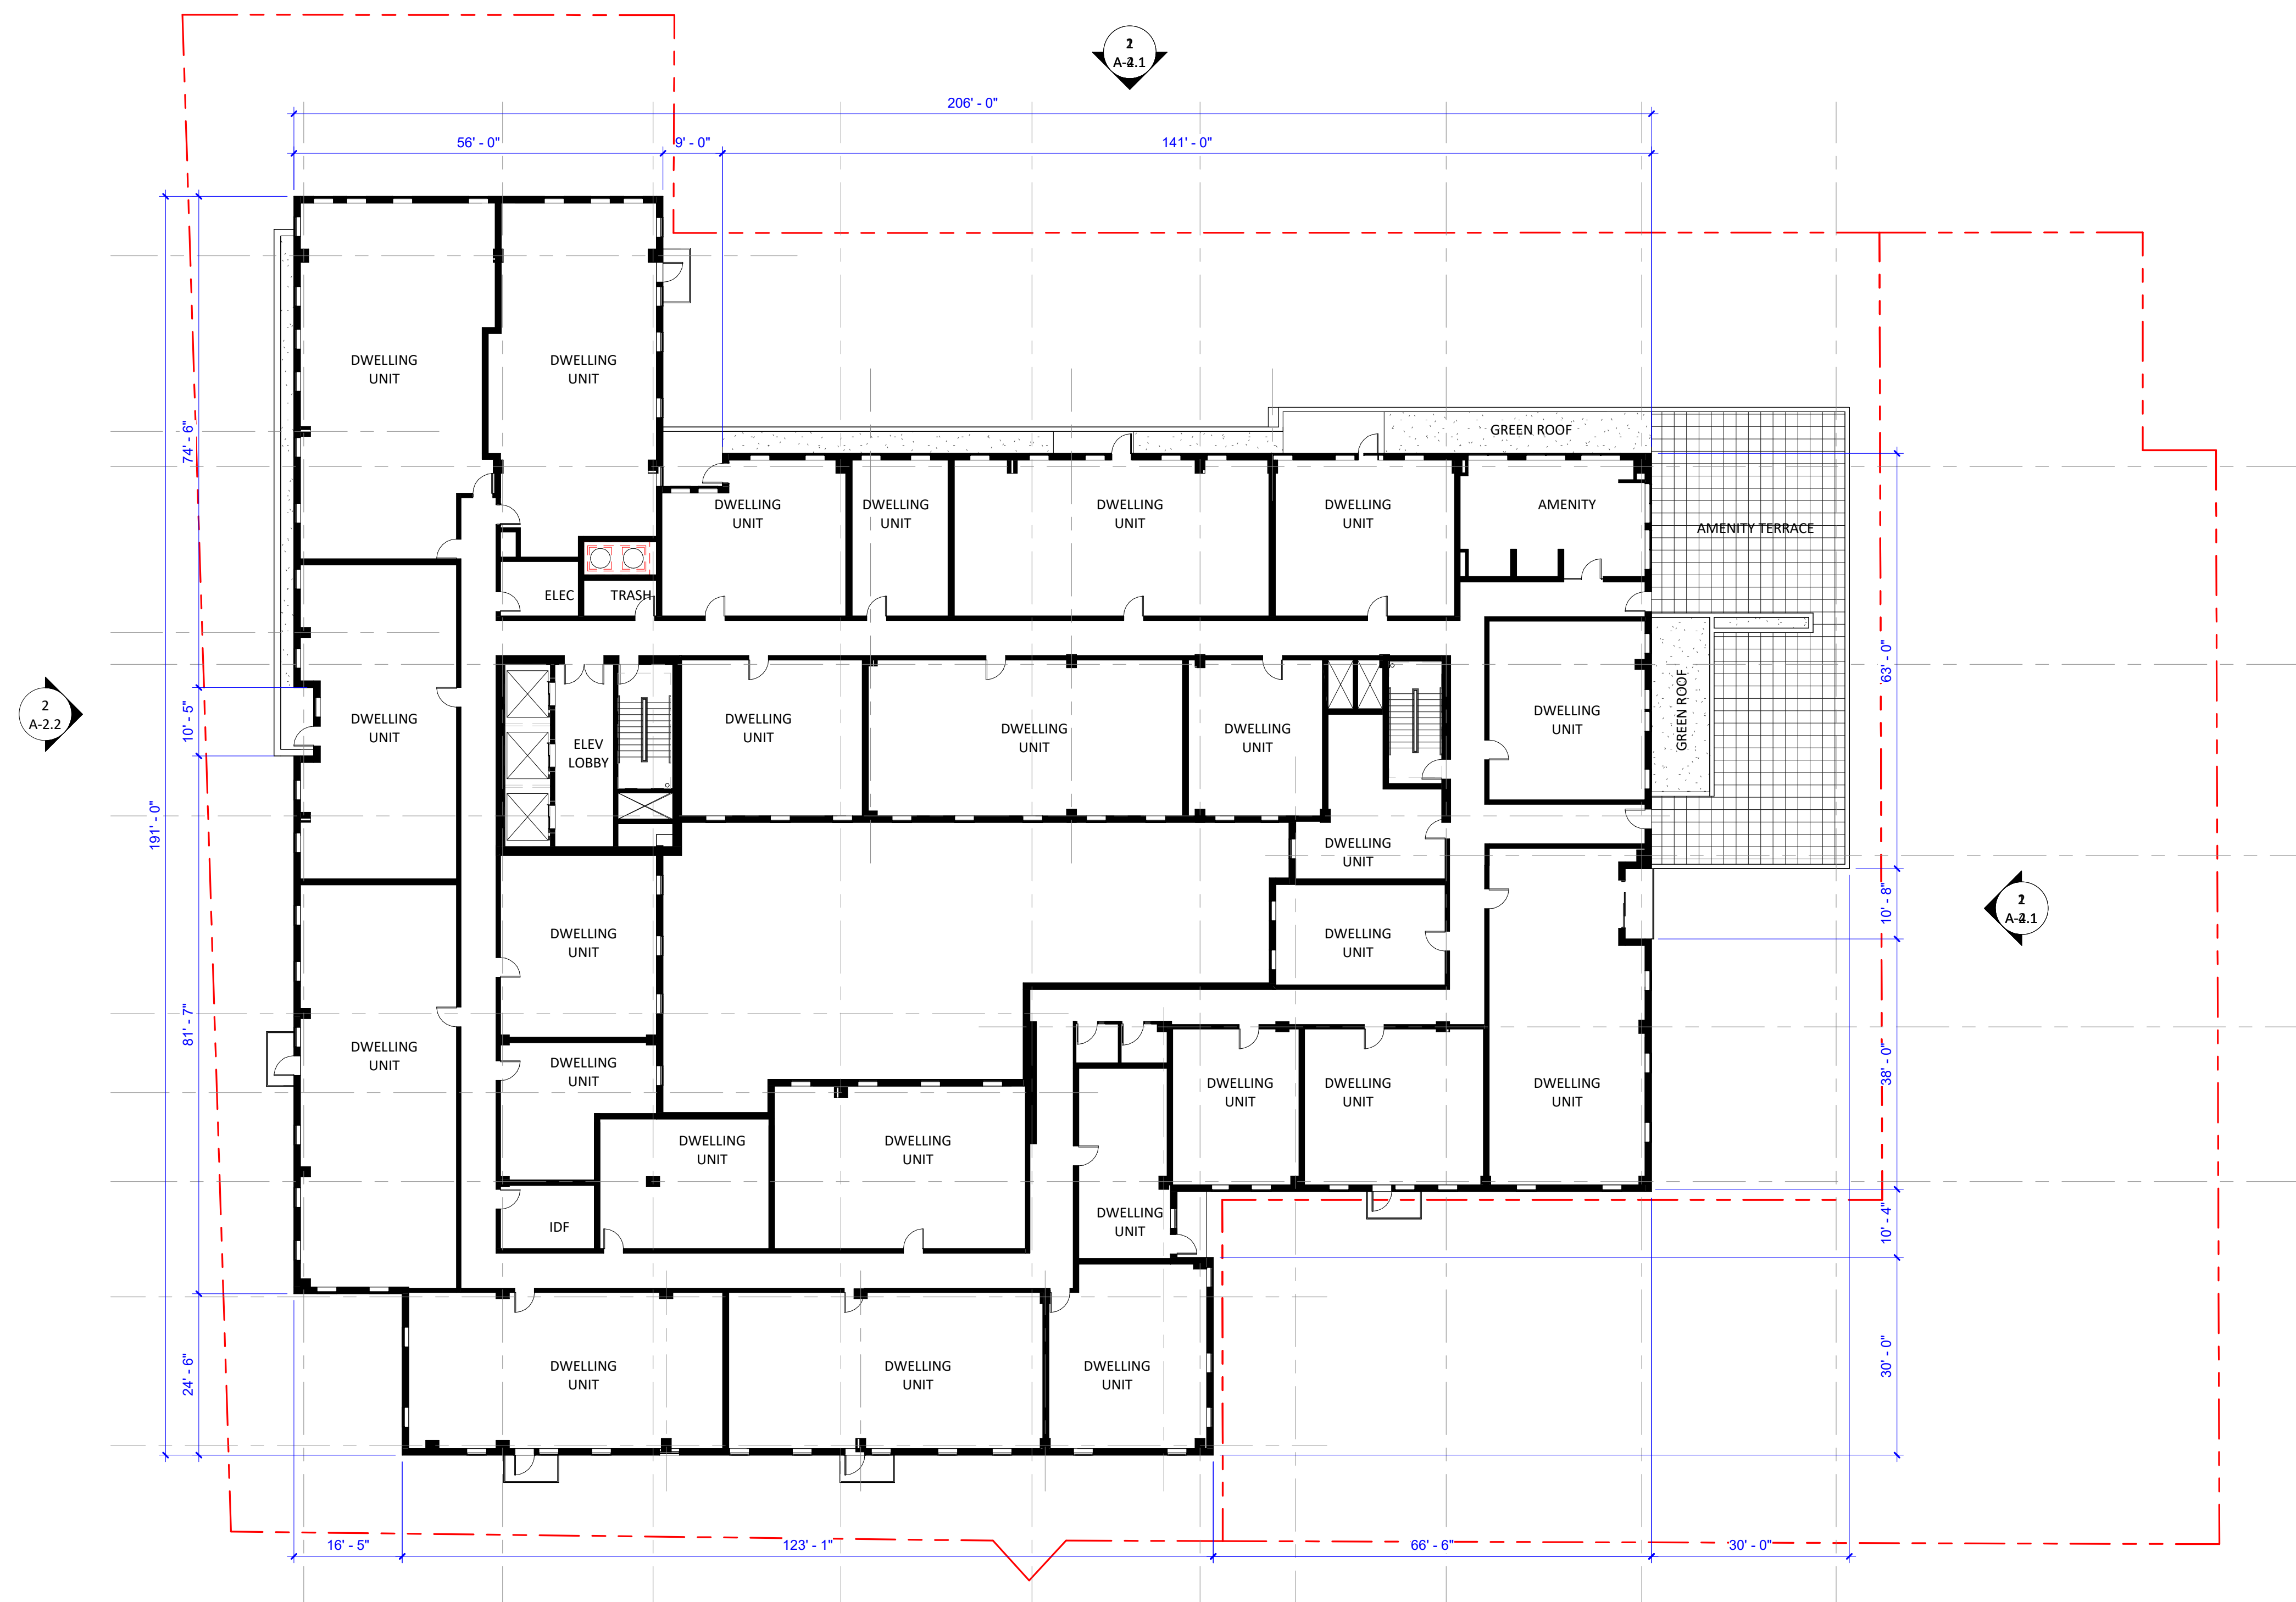 2
A-2.1
206' - 0"
56' - 0"
9' - 0"
141' - 0"
DWELLING
UNIT
DWELLING
UNIT
74' - 6"
GREEN ROOF
DWELLING
UNIT
DWELLING
UNIT
DWELLING
UNIT
DWELLING
UNIT
AMENITY
AMENITY TERRACE
ELEC
TRASH
63' - 0"
2
A-2.2
10' - 5"
DWELLING
UNIT
ELEV
LOBBY
DWELLING
UNIT
DWELLING
UNIT
DWELLING
UNIT
DWELLING
UNIT
GREEN ROOF
191' - 0"
DWELLING
UNIT
10' - 8"
2
A-2.1
DWELLING
UNIT
DWELLING
UNIT
81' - 7"
DWELLING
UNIT
DWELLING
UNIT
38' - 0"
DWELLING
UNIT
DWELLING
UNIT
DWELLING
UNIT
DWELLING
UNIT
DWELLING
UNIT
IDF
DWELLING
UNIT
10' - 4"
24' - 6"
DWELLING
UNIT
DWELLING
UNIT
DWELLING
UNIT
30' - 0"
16' - 5"
123' - 1"
66' - 6"
30' - 0"